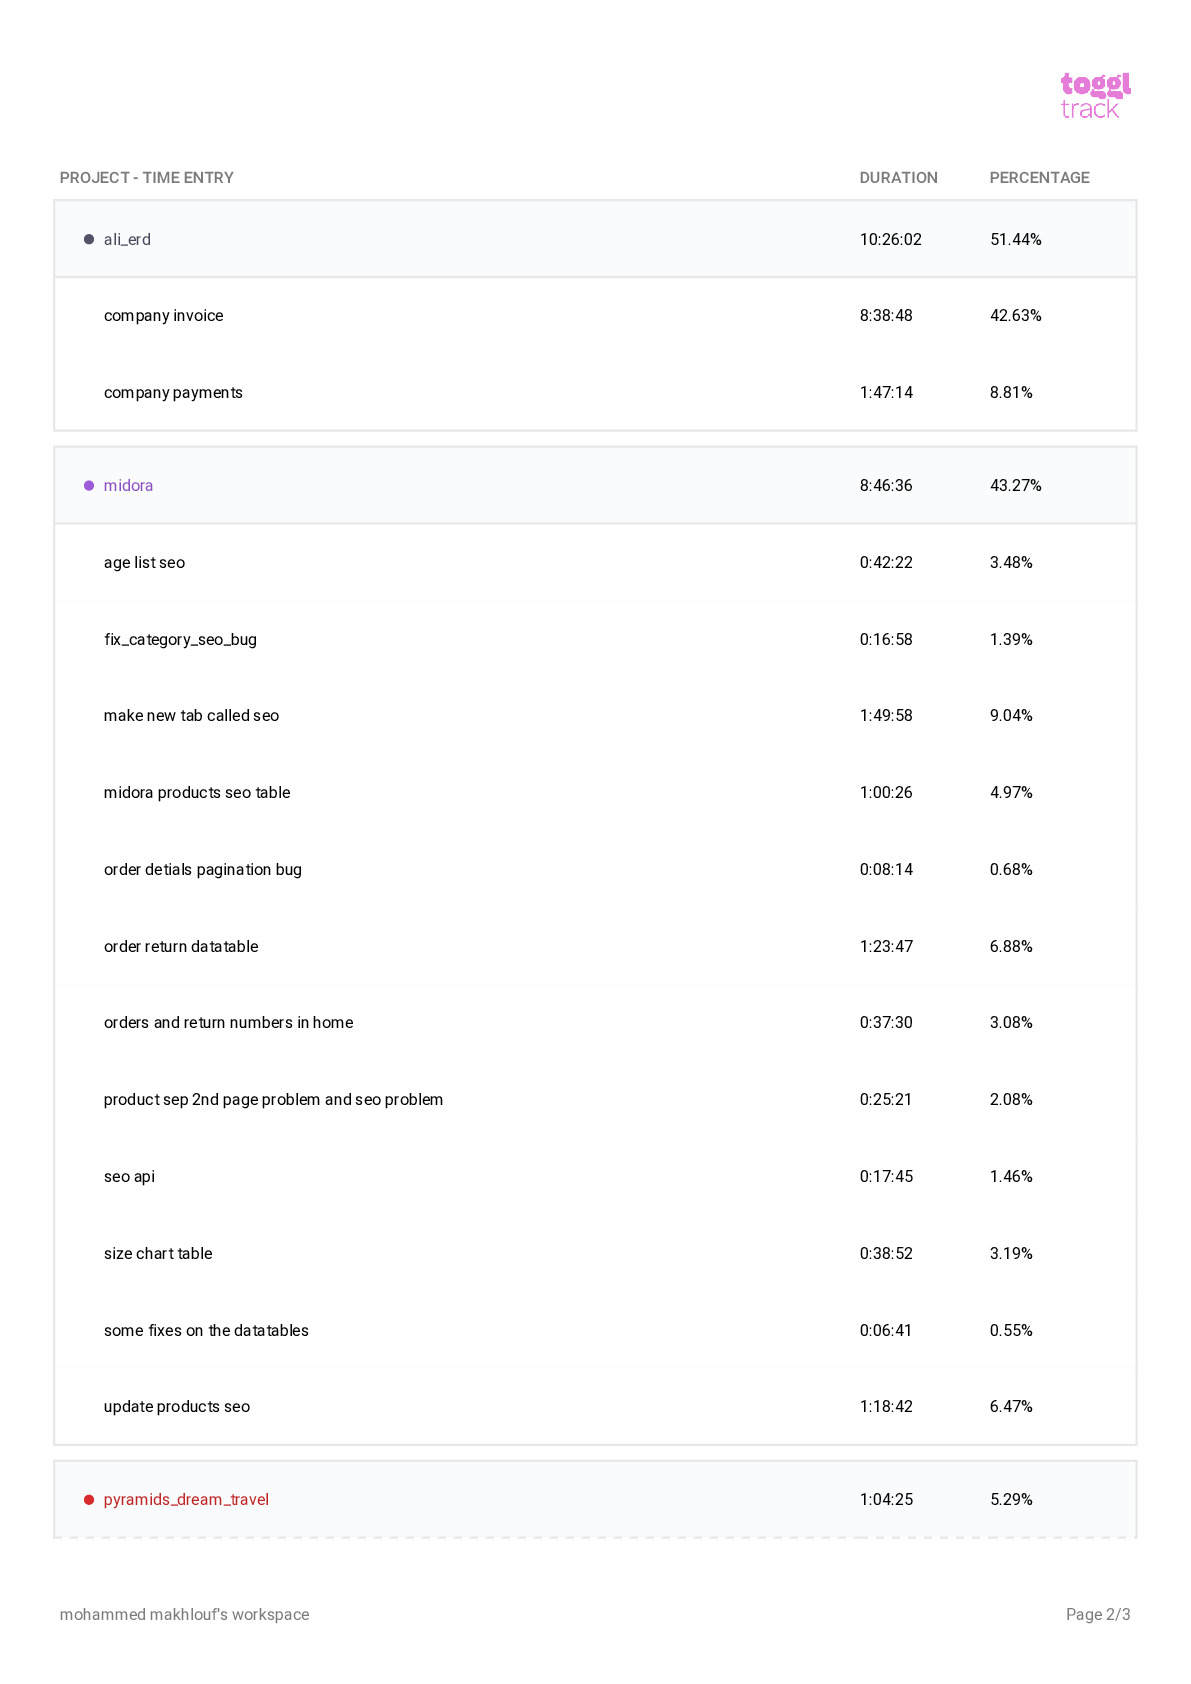 toggl
track
PROJECT - TIME ENTRY DURATION PERCENTAGE
ali_erd 10:26:02 51.44%
company invoice 8:38:48 42.63%
company payments 1:47:14 8.81%
midora 8:46:36 43.27%
age list seo 0:42:22 3.48%
fix_category_seo_bug 0:16:58 1.39%
make new tab called seo 1:49:58 9.04%
midora products seo table 1:00:26 4.97%
order detials pagination bug 0:08:14 0.68%
order return datatable 1:23:47 6.88%
orders and return numbers in home 0:37:30 3.08%
product sep 2nd page problem and seo problem 0:25:21 2.08%
seo api 0:17:45 1.46%
size chart table 0:38:52 3.19%
some fixes on the datatables 0:06:41 0.55%
update products seo 1:18:42 6.47%
pyramids_dream_travel 1:04:25 5.29%
mohammed makhlouf's workspace Page 2/3